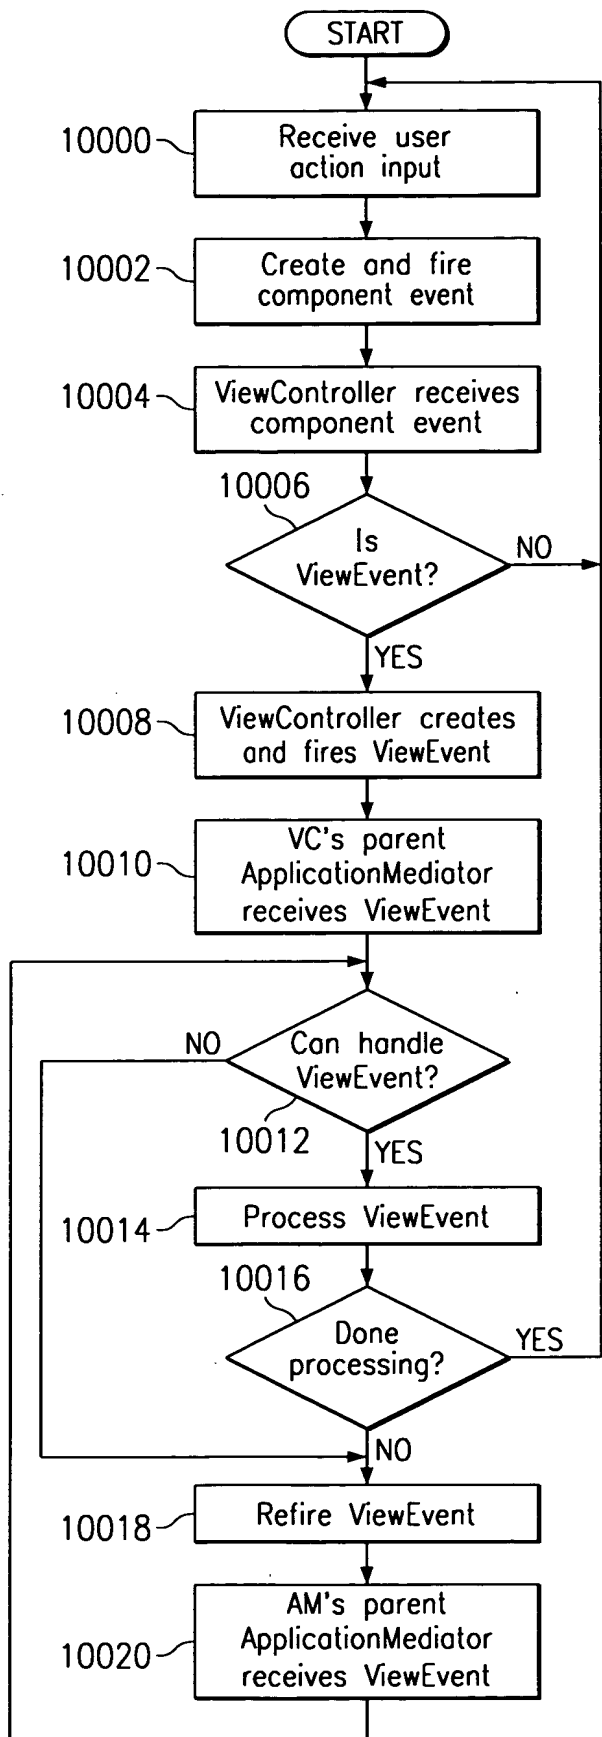 START
10000
Receive user
action input
10002
Create and fire
component event
10004
ViewController receives
component event
10006
Is
ViewEvent?
NO
YES
10008
ViewController creates
and fires ViewEvent
10010
VC's parent
ApplicationMediator
receives ViewEvent
NO
Can handle
ViewEvent?
10012
YES
10014
Process ViewEvent
10016
Done
processing?
YES
NO
10018
Refire ViewEvent
10020
AM's parent
ApplicationMediator
receives ViewEvent